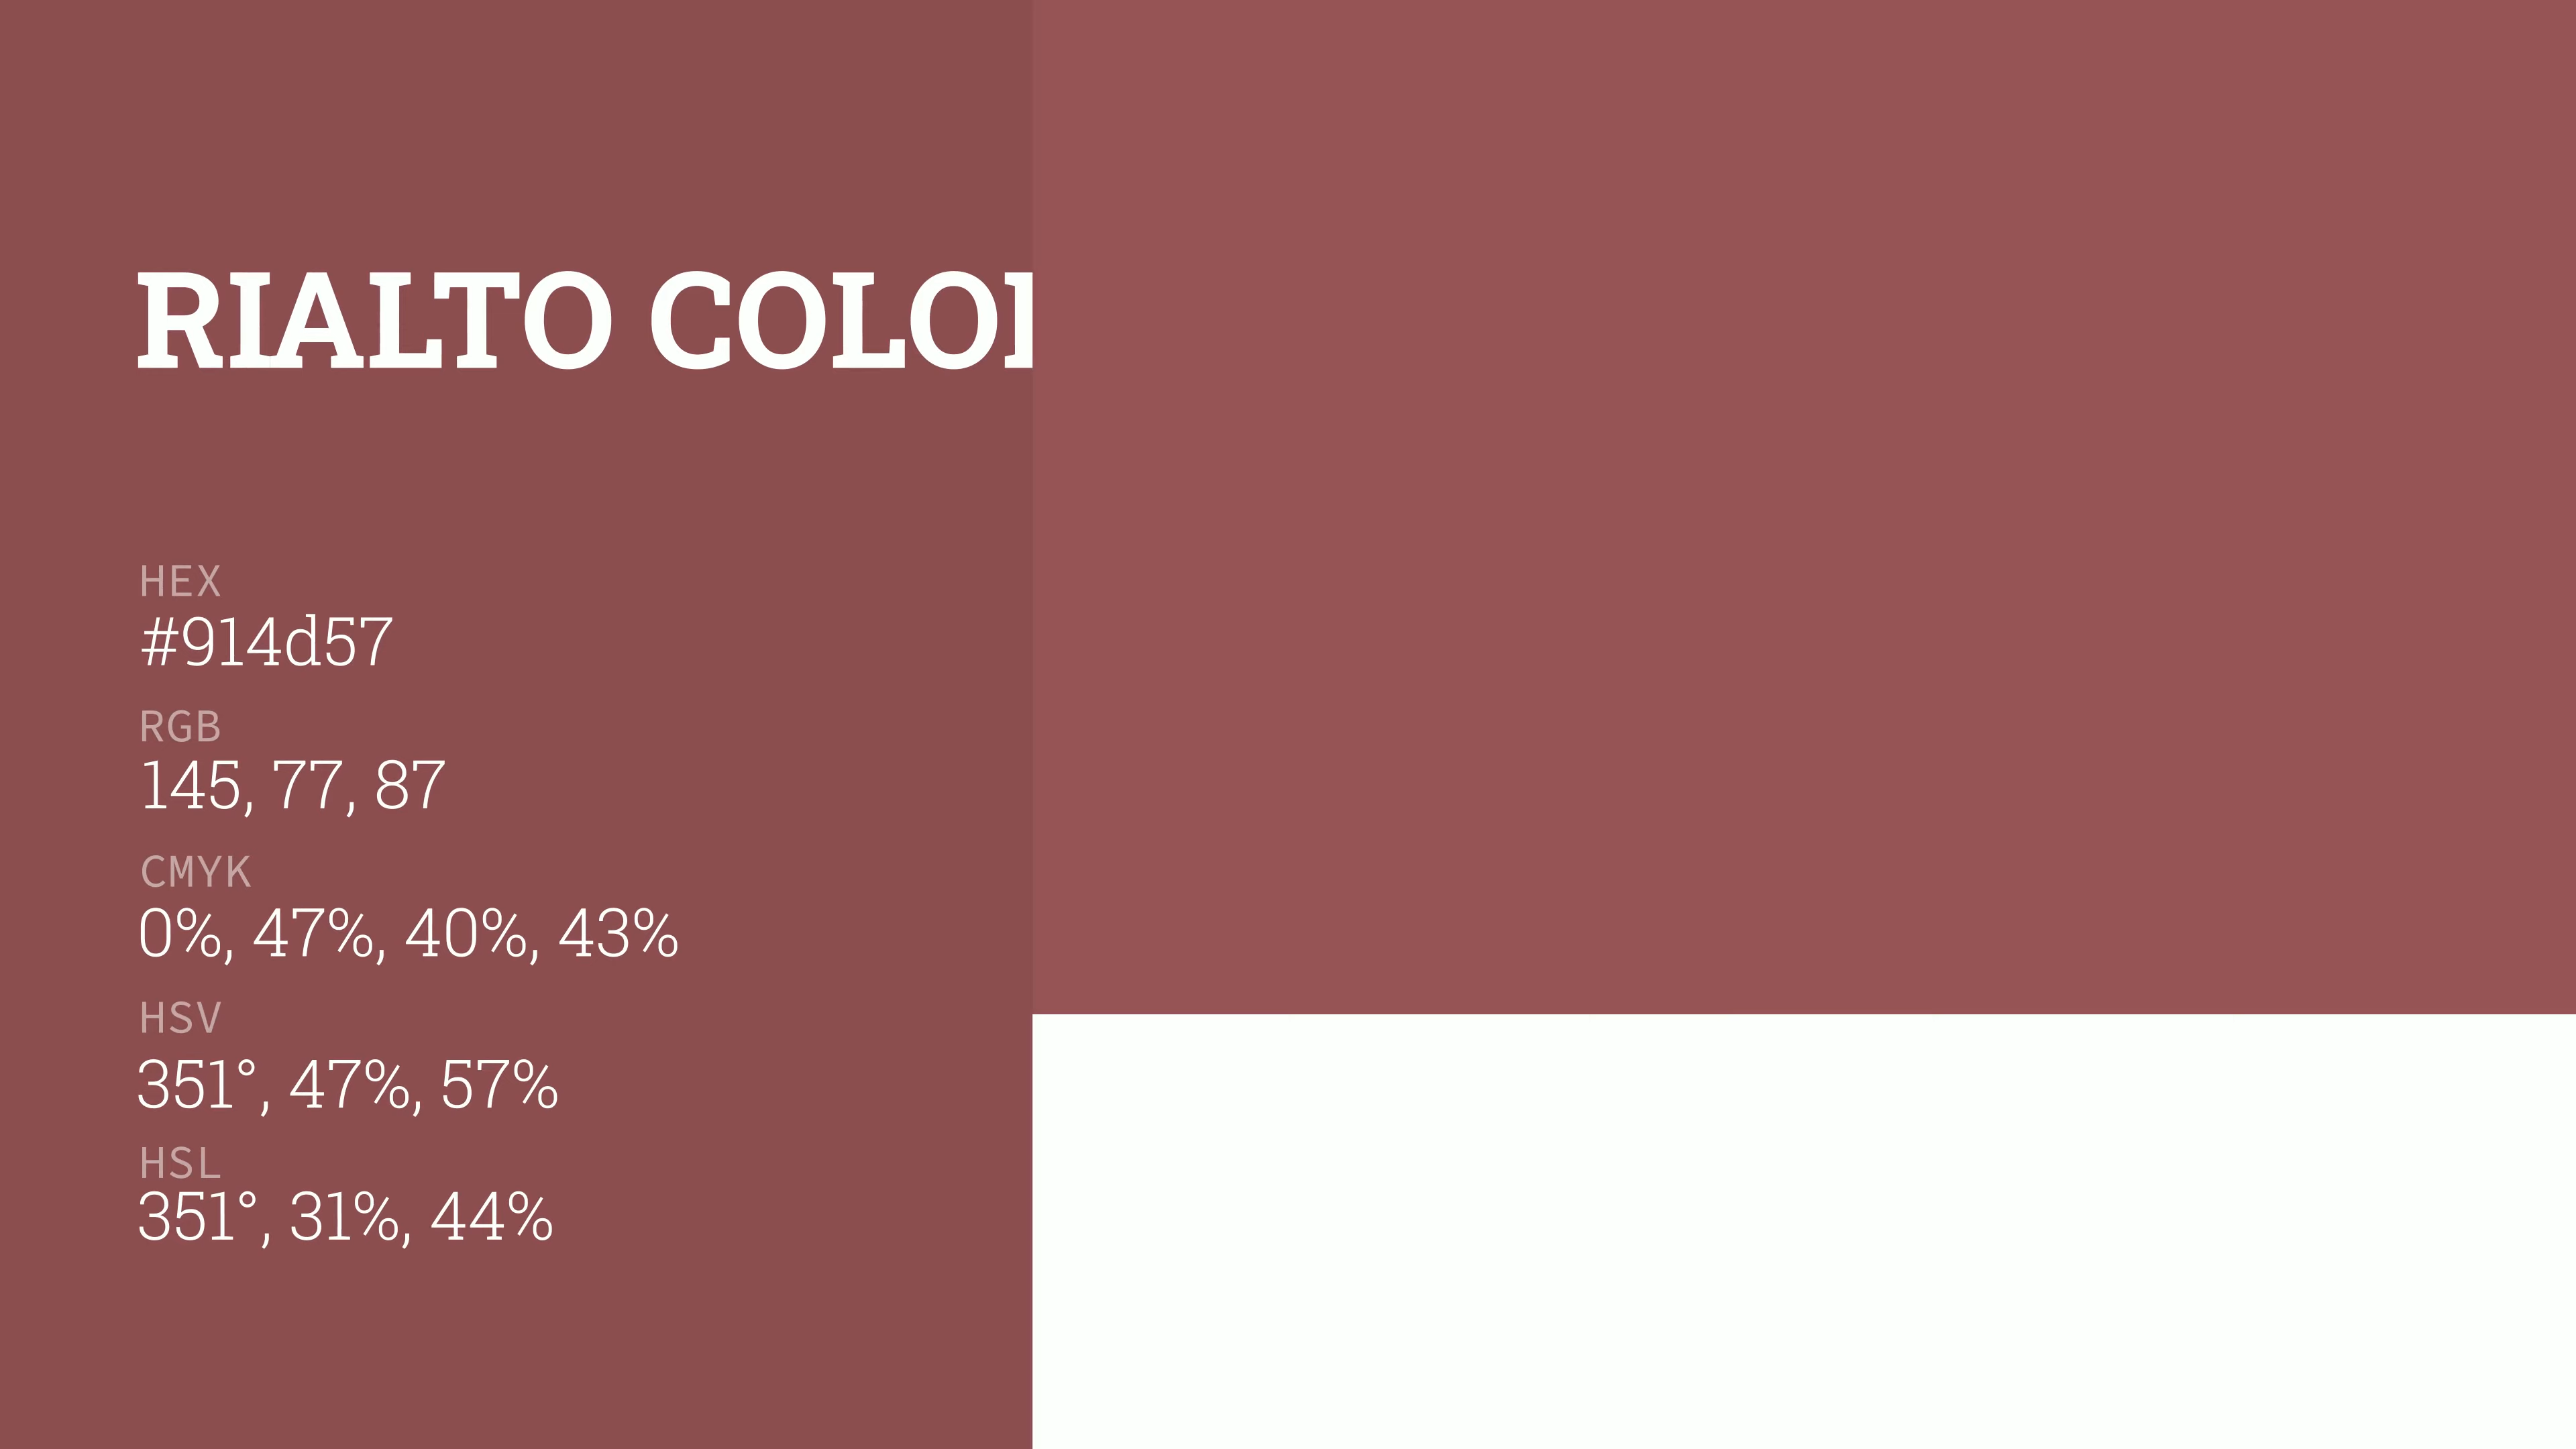 RIALTO COLO
HEX
#914d57
RGB
145, 77, 87
CMYK
0%, 47%, 40%, 43%
HSV
351°, 47%, 57%
HSL
351°, 31%, 44%